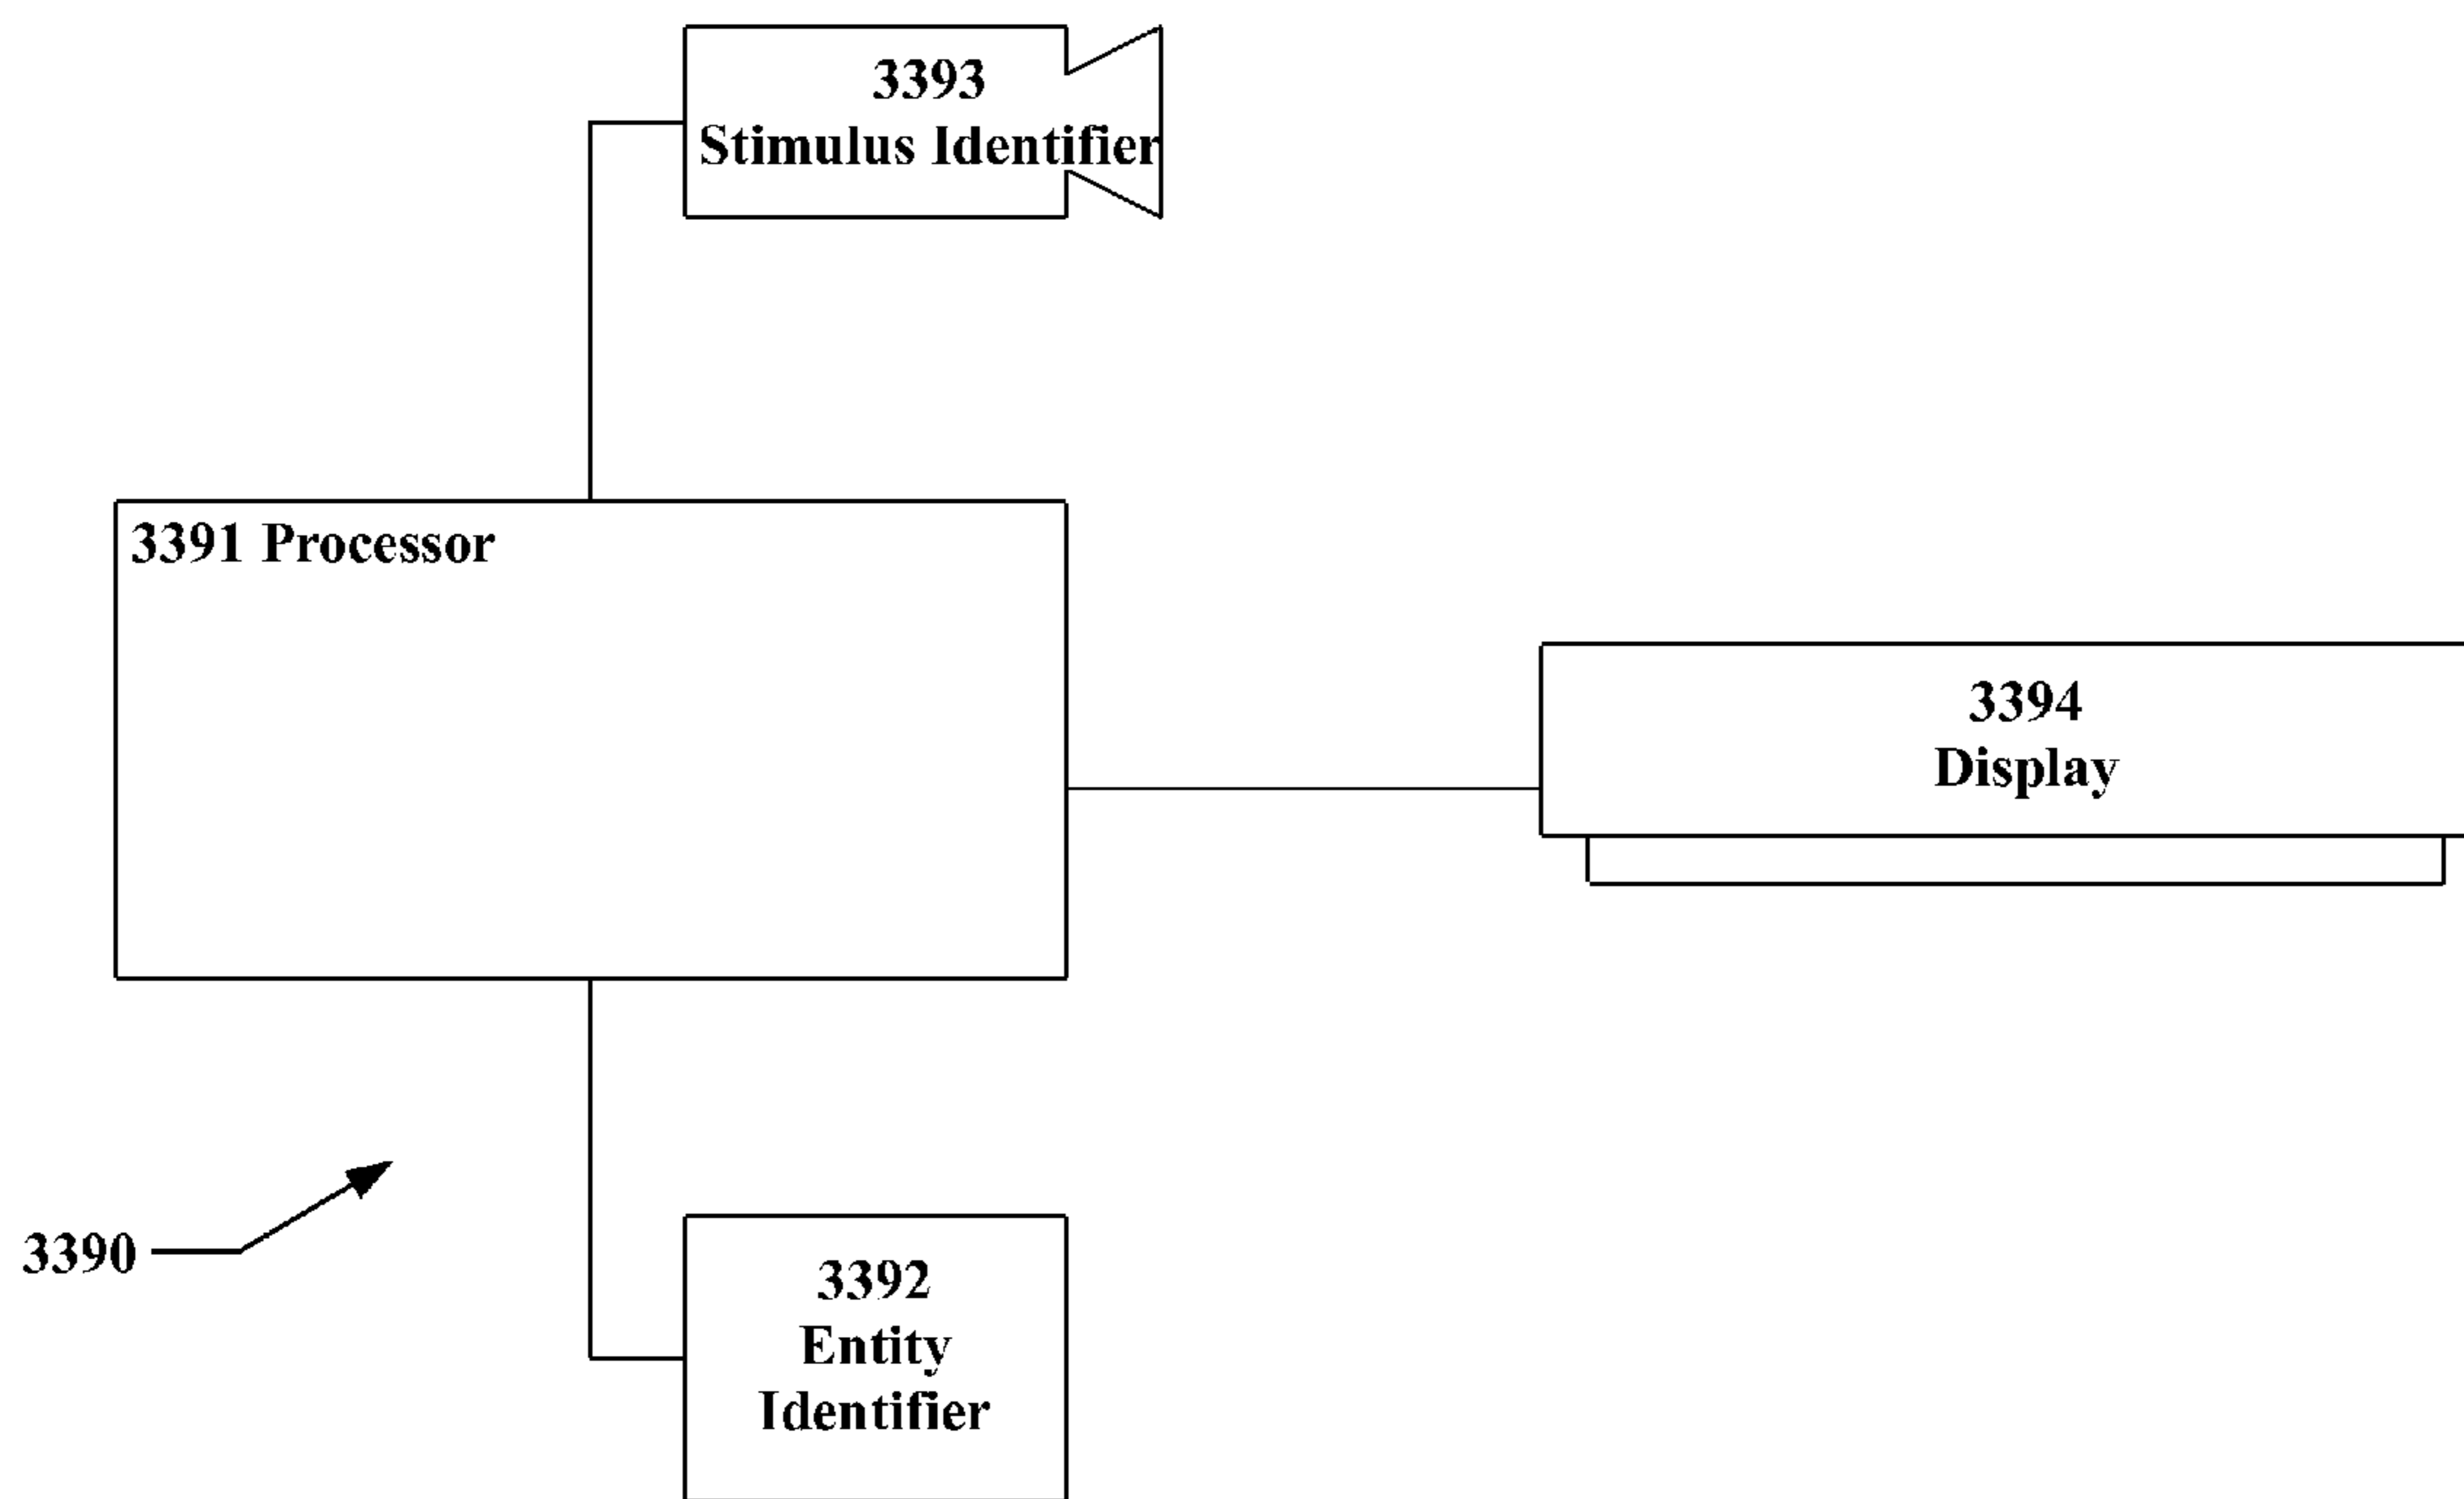 3393
Stimulus Identifier
3391 Processor
3394
Display
3390
3392
Entity
Identifier